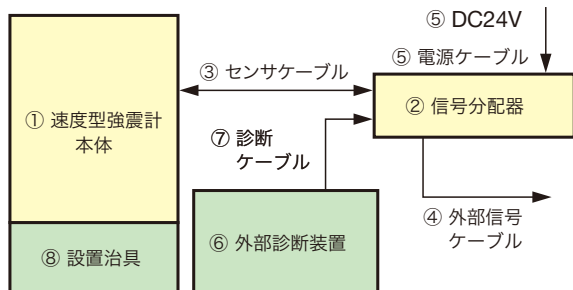 ⑤ DC24V
⑤ 電源ケーブル
③ センサケーブル
① 速度型強震計
本体
② 信号分配器
⑦ 診断
ケーブル
④ 外部信号
ケーブル
⑥ 外部診断装置
⑧ 設置治具